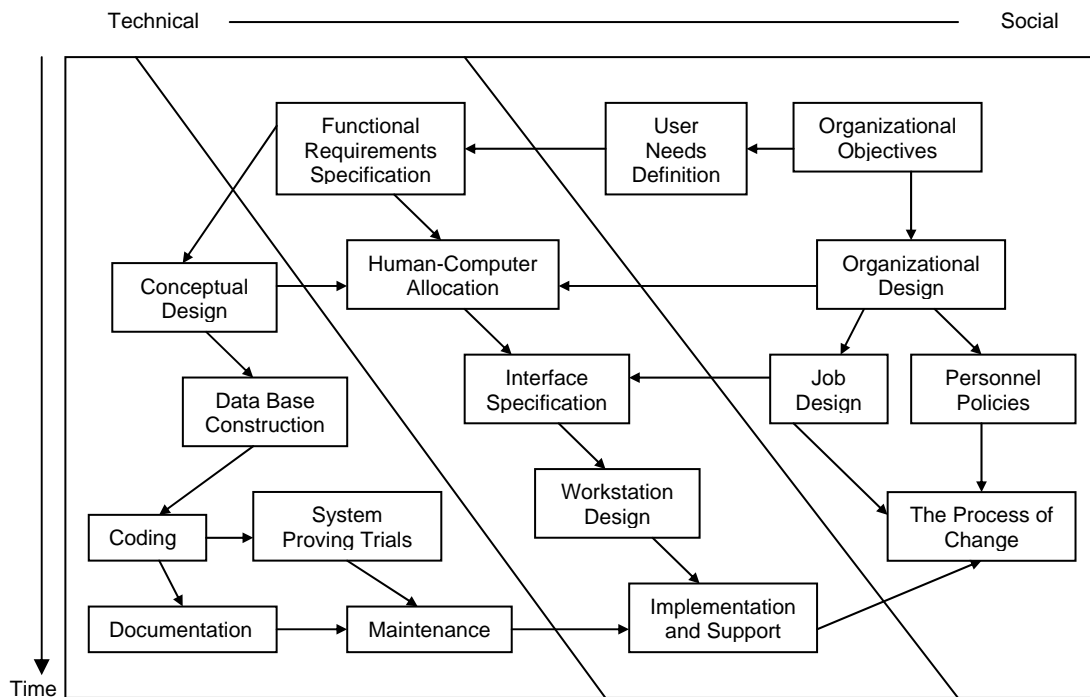 Technical
Social
Functional
Requirements
Specification
User
Needs
Definition
Organizational
Objectives
Human-Computer
Allocation
Organizational
Design
Conceptual
Design
Interface
Specification
Job
Design
Personnel
Policies
Data Base
Construction
Workstation
Design
The Process of
Change
Coding
System
Proving Trials
Documentation
Maintenance
Implementation
and Support
Time